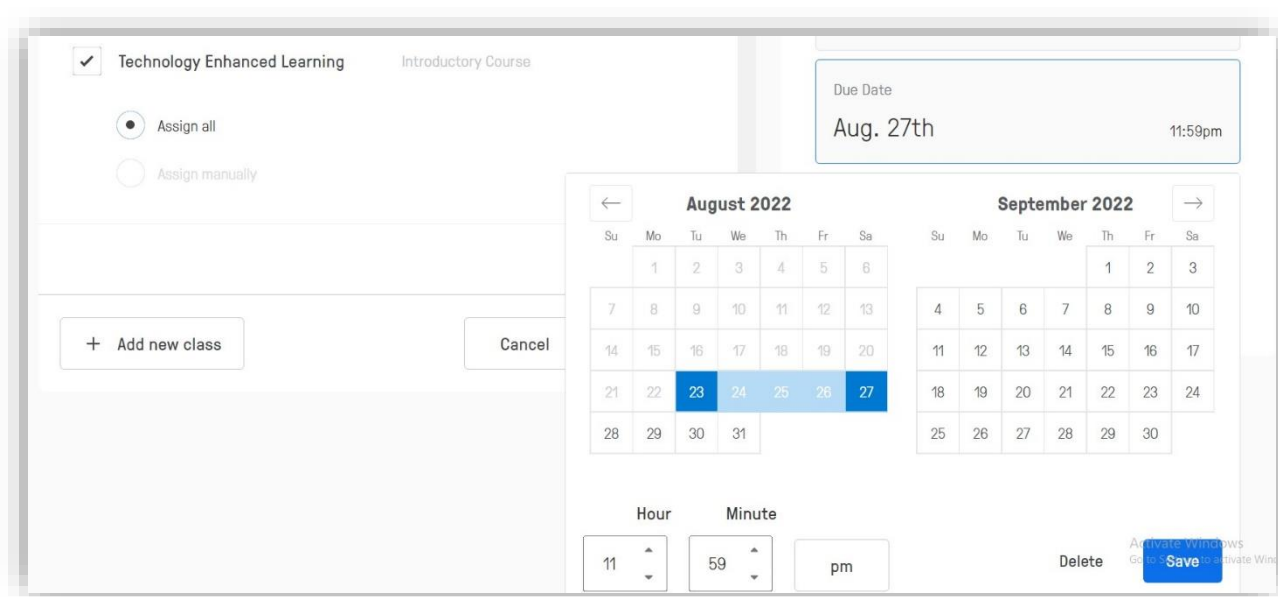 Technology Enhanced Learning Introductory Course
Assign all
Assign manually
+ Add new class
Cancel
Due Date
Aug. 27th 11:59pm
← August 2022
Su Mo Tu We Th Fr Sa
1 2 3 4 5 6
7 8 9 10 11 12 13
14 15 16 17 18 19 20
21 22 23 24 25 26 27
28 29 30 31
September 2022 →
Su Mo Tu We Th Fr Sa
1 2 3
4 5 6 7 8 9 10
11 12 13 14 15 16 17
18 19 20 21 22 23 24
25 26 27 28 29 30
Hour Minute
11 59 pm
Delete
Save
Activate Windows
Go to to activate